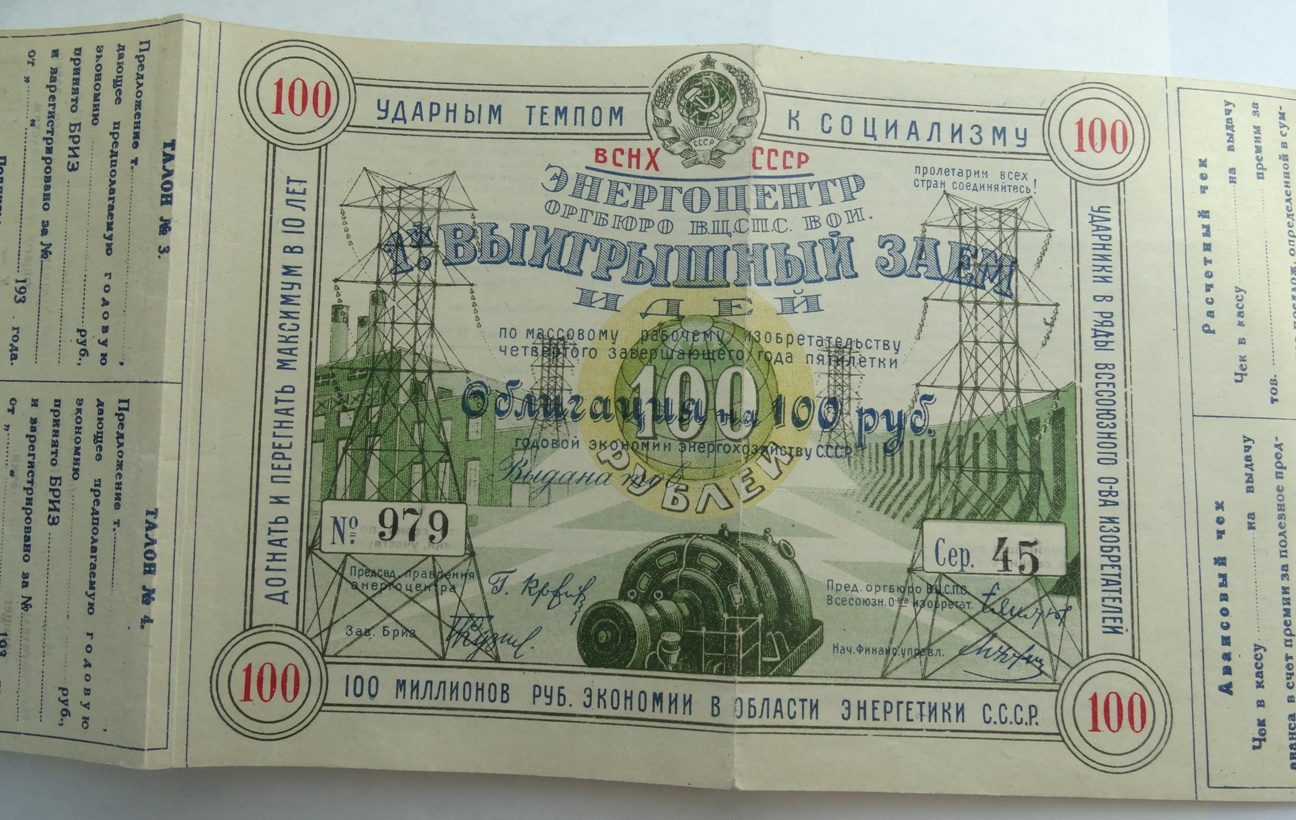 100
УДАРНЫМ ТЕМПОМ
СССР
К СОЦИАЛИЗМУ
100
ВСНХ СССР
ЭНЕРГОЦЕНТР
ОРГБЮРО В.Ц.С.П.С. ВОИ.
пролетарии всех
стран соединяйтесь!
1й ВЫИГРЫШНЫЙ ЗАЕМ
ИДЕЙ
по массовому рабочему изобретательству
четвертого завершающего года пятилетки
100
РУБЛЕЙ
Облигация на 100 руб.
годовой экономии энергохозяйству СССР
Выдана тов
№ 979
Сер. 45
Председ. правления
энергоцентра
Зав. Бриз
Пред. оргбюро В.Ц.С.П.С.
Всесоюзн. О-ва изобретат.
Нач. Финанс. управл.
ДОГНАТЬ И ПЕРЕГНАТЬ МАКСИМУМ В 10 ЛЕТ
УДАРНИКИ В РЯДЫ ВСЕСОЮЗНОГО О-ВА ИЗОБРЕТАТЕЛЕЙ
100
100 МИЛЛИОНОВ РУБ. ЭКОНОМИИ В ОБЛАСТИ ЭНЕРГЕТИКИ С.С.С.Р.
100
ТАЛОН № 3.
Предложение т.
дающее предполагаемую годовую
экономию руб.,
принято БРИЗ
и зарегистрировано за №
от „ “ 193 года
ТАЛОН № 4.
Предложение т.
дающее предполагаемую годовую
экономию руб.,
принято БРИЗ
и зарегистрировано за №
от „ “ 193
Расчетный чек
Чек в кассу на выдачу
тов. премии за
определенной в сум-
Авансовый чек
Чек в кассу на выдачу
аванса в счет премии за полезное пред-